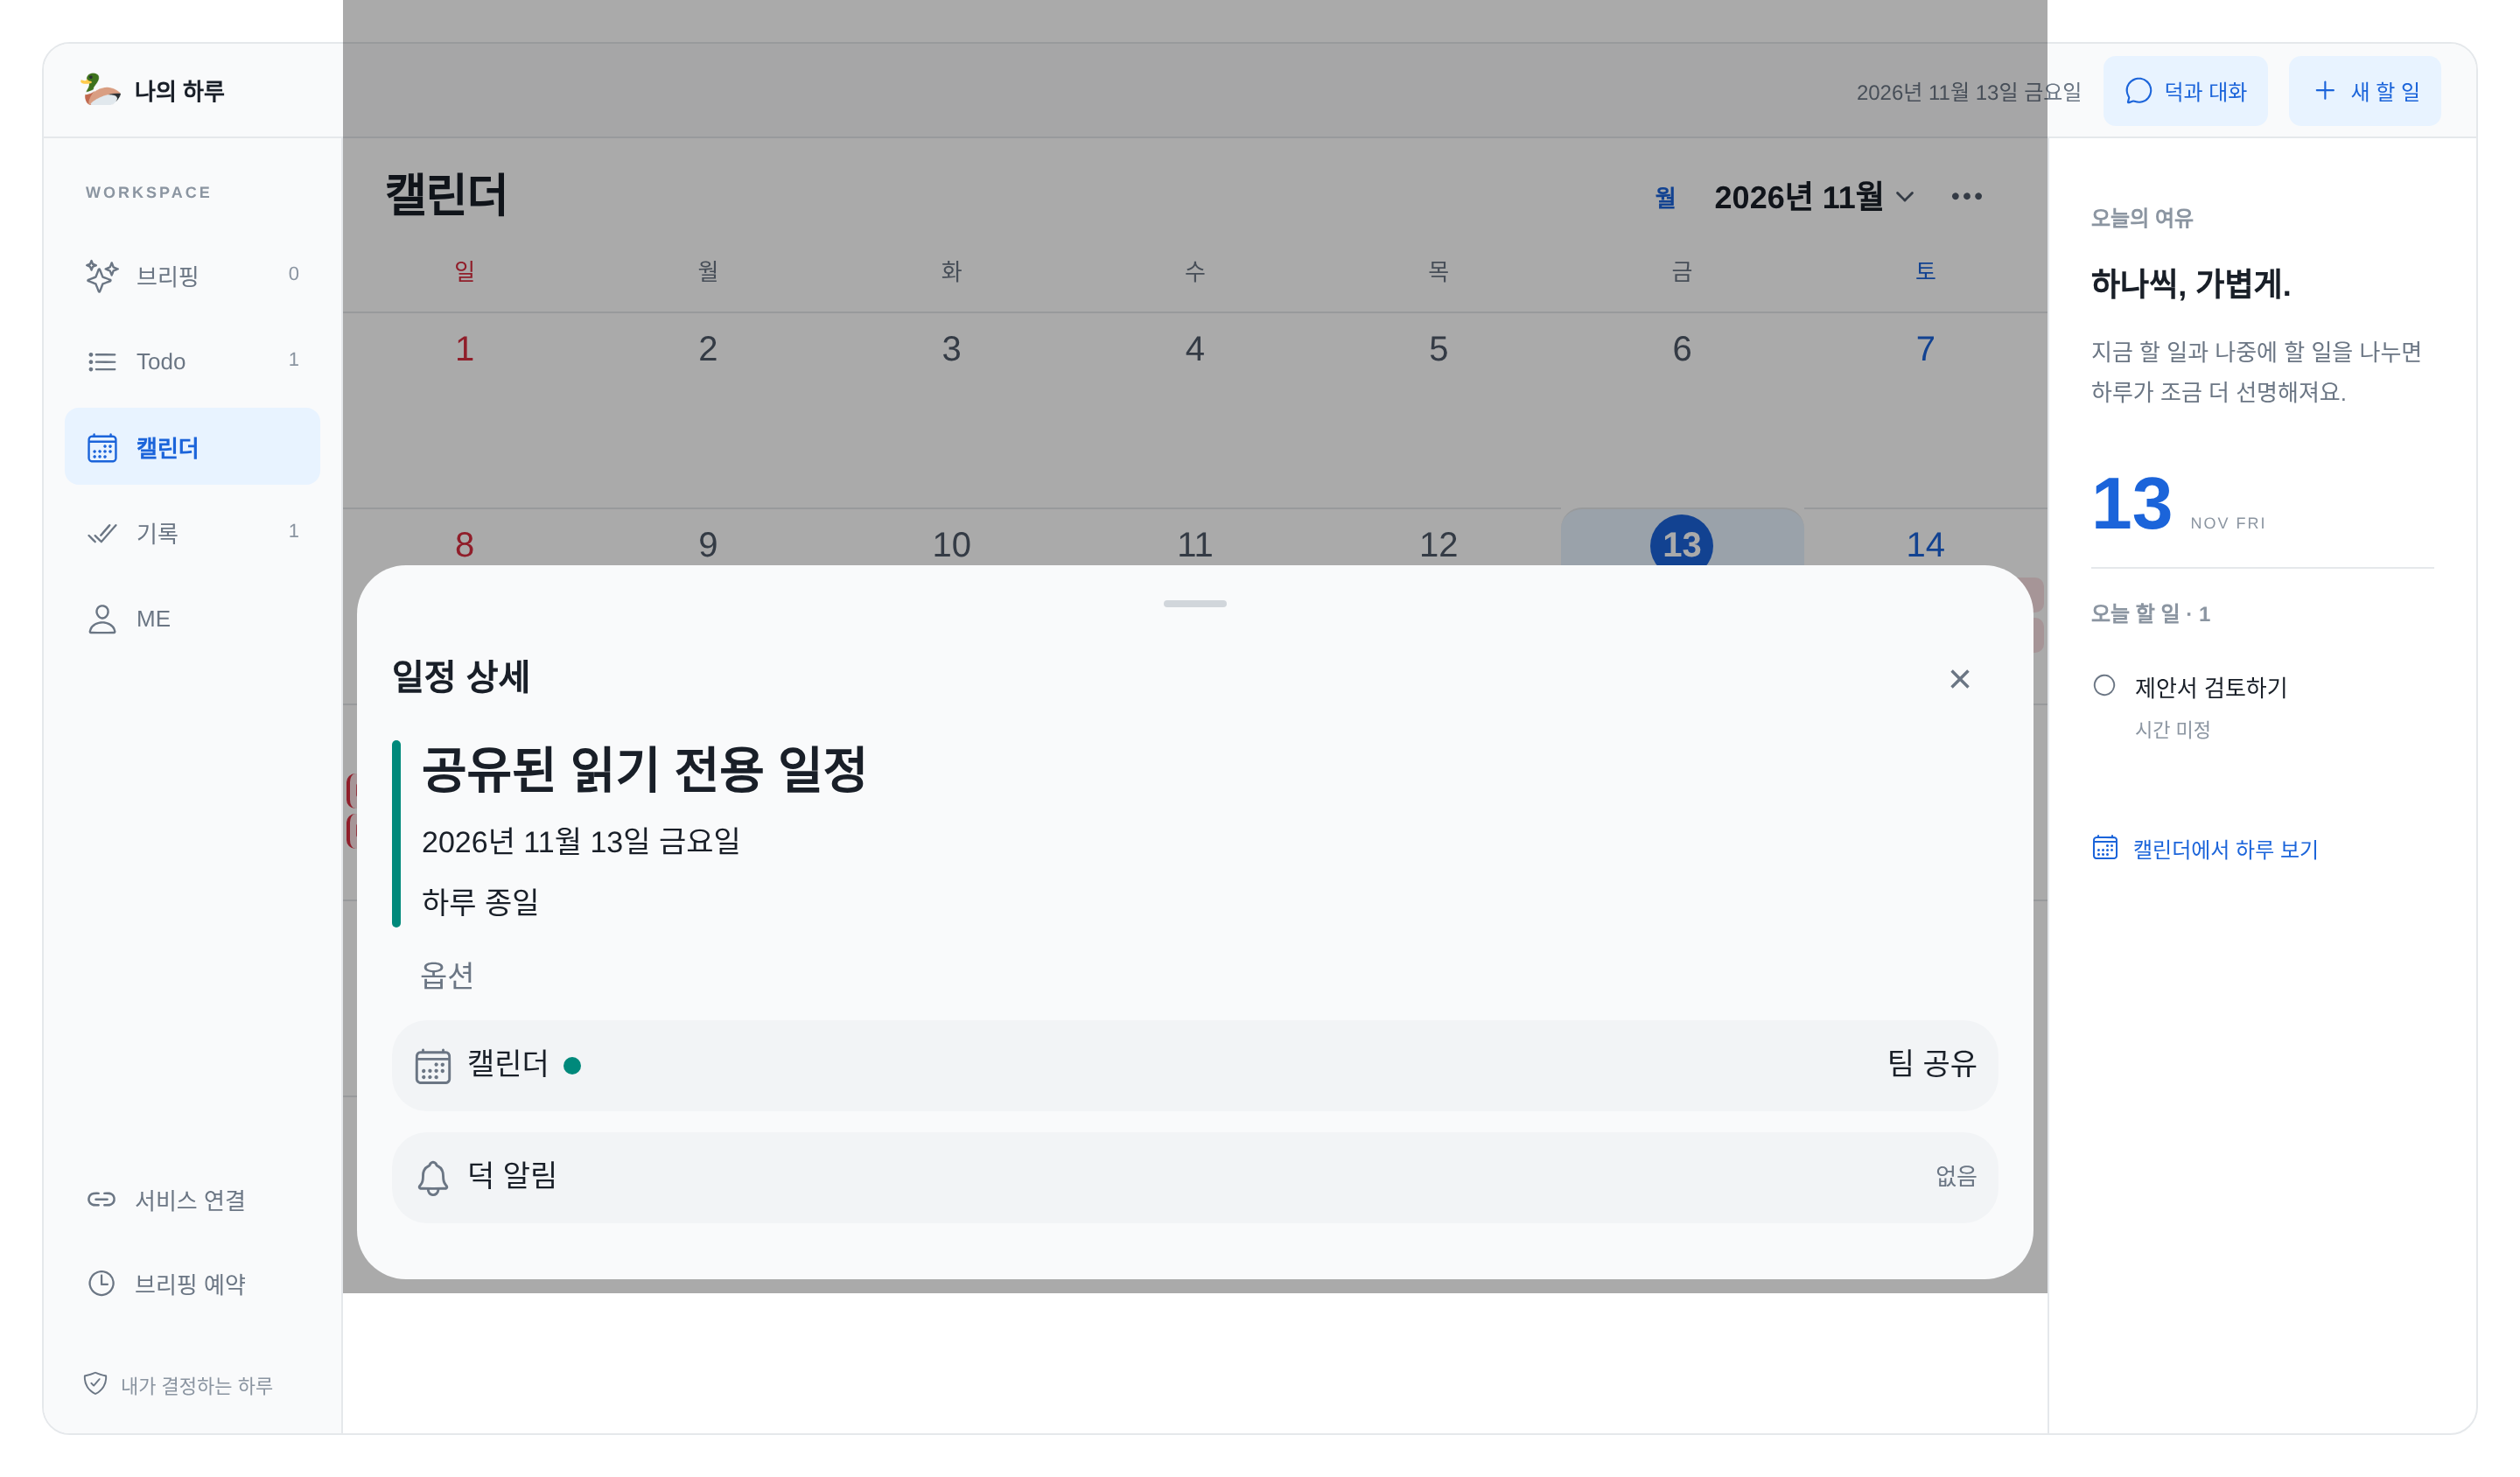 나의 하루
2026년 11월 13일 금요일
덕과 대화
새 할 일
WORKSPACE
브리핑 0
Todo 1
캘린더
기록 1
ME
서비스 연결
브리핑 예약
내가 결정하는 하루
캘린더
월 2026년 11월
일 월 화 수 목 금 토
1 2 3 4 5 6 7
8 9 10 11 12 13 14
일정 상세
공유된 읽기 전용 일정
2026년 11월 13일 금요일
하루 종일
옵션
캘린더 팀 공유
덕 알림 없음
오늘의 여유
하나씩, 가볍게.
지금 할 일과 나중에 할 일을 나누면
하루가 조금 더 선명해져요.
13 NOV FRI
오늘 할 일 · 1
제안서 검토하기
시간 미정
캘린더에서 하루 보기